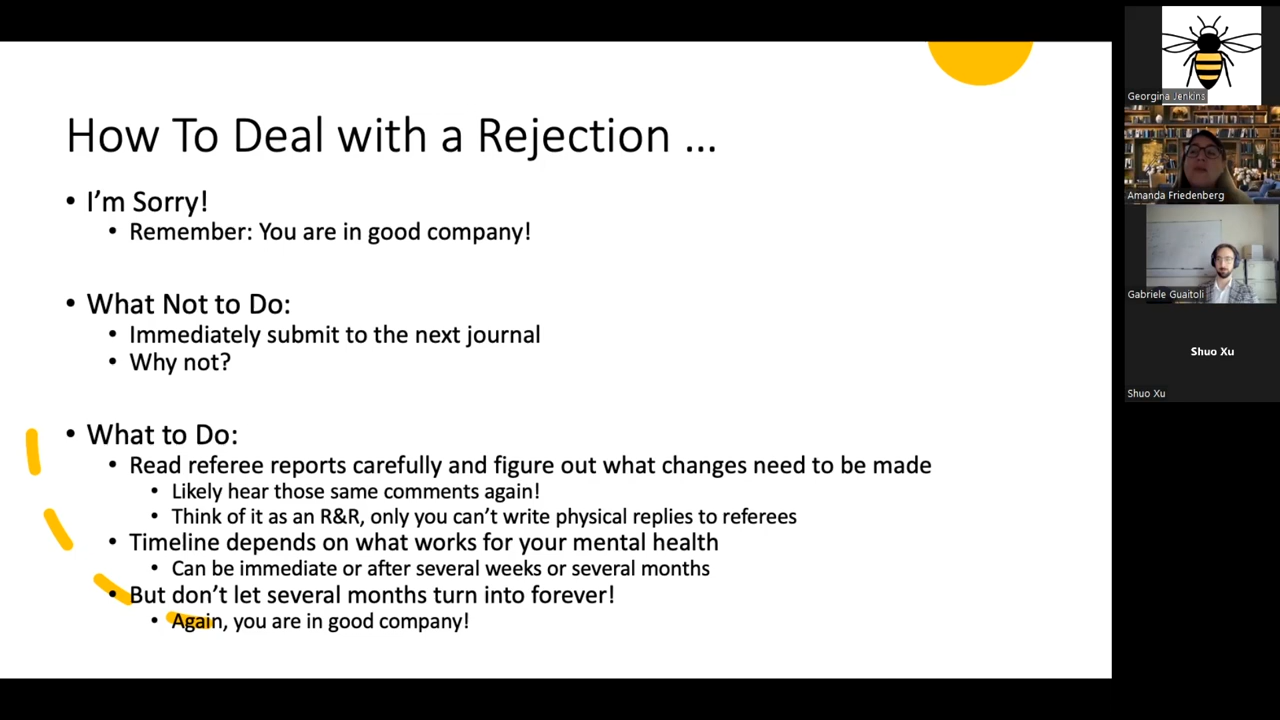 How To Deal with a Rejection ...
• I'm Sorry!
• Remember: You are in good company!
• What Not to Do:
• Immediately submit to the next journal
• Why not?
• What to Do:
• Read referee reports carefully and figure out what changes need to be made
• Likely hear those same comments again!
• Think of it as an R&R, only you can't write physical replies to referees
• Timeline depends on what works for your mental health
• Can be immediate or after several weeks or several months
• But don't let several months turn into forever!
• Again, you are in good company!
Georgina Jenkins
Amanda Friedenberg
Gabriele Guaitoli
Shuo Xu
Shuo Xu